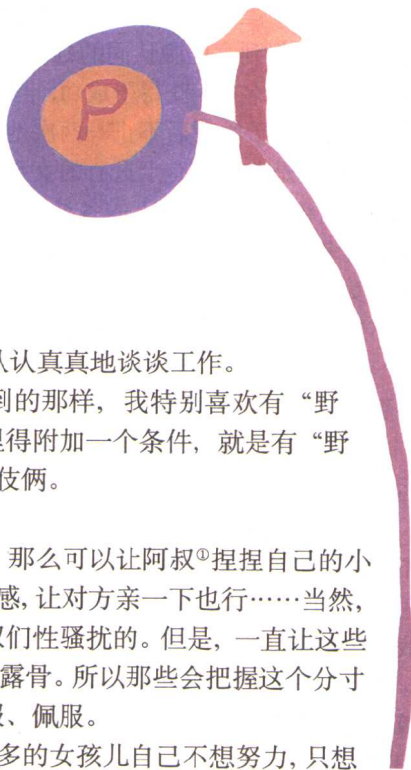 P
认认真真地谈谈工作。
到的那样，我特别喜欢有“野
里得附加一个条件，就是有“野
伎俩。
那么可以让阿叔①捏捏自己的小
感，让对方亲一下也行……当然，
们性骚扰的。但是，一直让这些
露骨。所以那些会把握这个分寸
、佩服。
多的女孩儿自己不想努力，只想